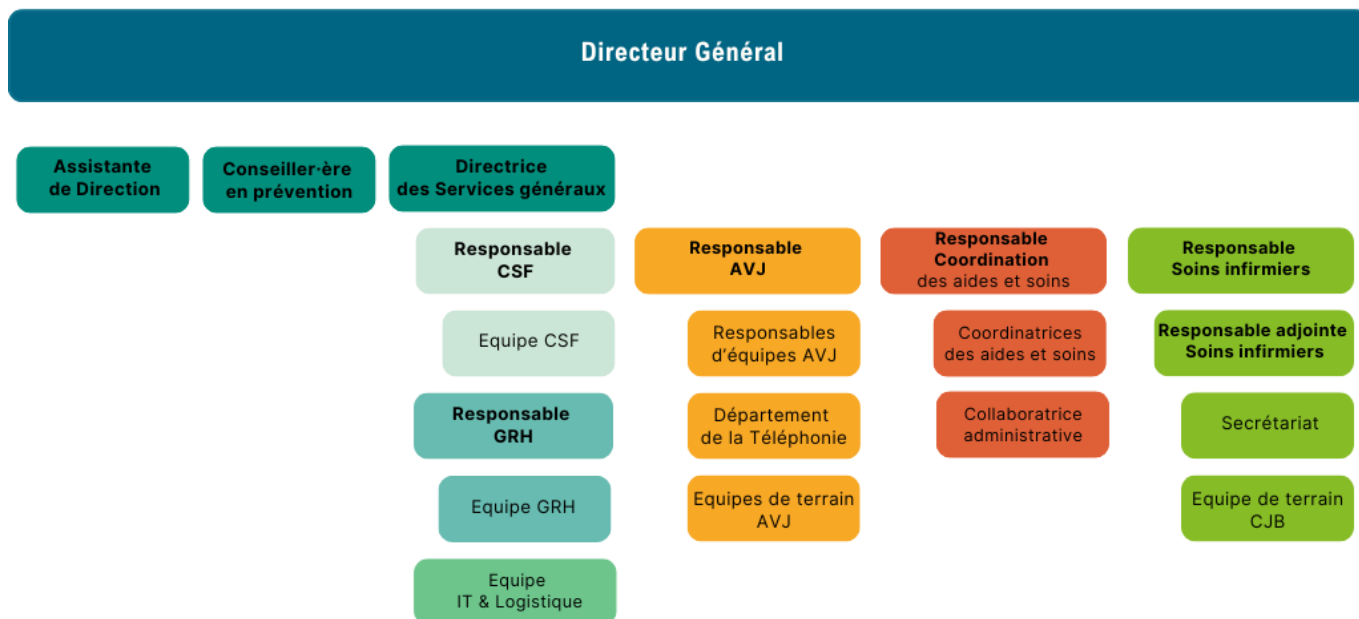 Directeur Général
Assistante
de Direction
Conseiller·ère
en prévention
Directrice
des Services généraux
Responsable
CSF
Responsable
AVJ
Responsable
Coordination
des aides et soins
Responsable
Soins infirmiers
Equipe CSF
Responsables
d'équipes AVJ
Coordinatrices
des aides et soins
Responsable adjointe
Soins infirmiers
Responsable
GRH
Département
de la Téléphonie
Collaboratrice
administrative
Secrétariat
Equipe GRH
Equipes de terrain
AVJ
Equipe de terrain
CJB
Equipe
IT & Logistique